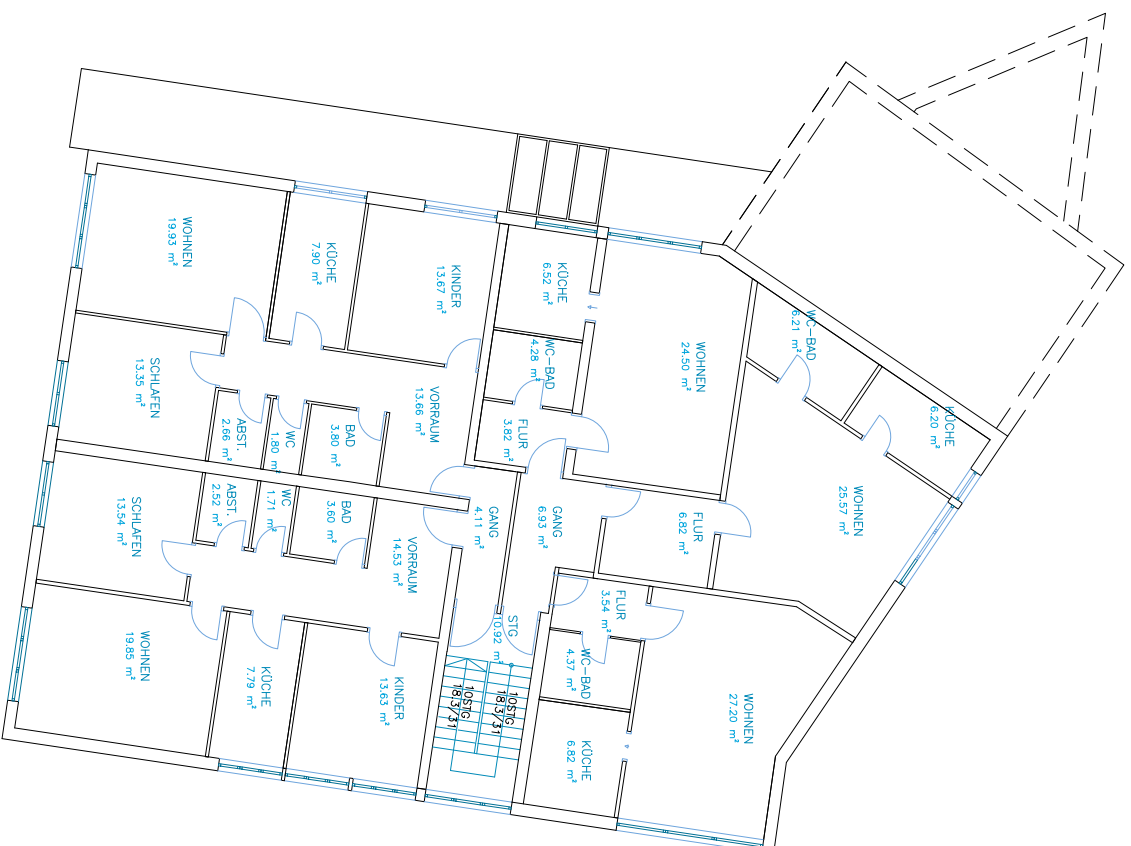 WOHNEN
19.93 m²
KÜCHE
7.90 m²
KINDER
13.67 m²
KÜCHE
6.52 m²
WOHNEN
24.50 m²
WC-BAD
6.21 m²
KÜCHE
6.20 m²
SCHLAFEN
13.35 m²
ABST.
2.66 m²
WC
1.80 m²
BAD
3.80 m²
VORRAUM
13.66 m²
WC-BAD
4.28 m²
FLUR
3.82 m²
WOHNEN
25.57 m²
SCHLAFEN
13.54 m²
ABST.
2.52 m²
WC
1.71 m²
BAD
3.60 m²
VORRAUM
14.53 m²
GANG
4.11 m²
GANG
6.93 m²
FLUR
6.82 m²
WOHNEN
19.85 m²
KÜCHE
7.79 m²
KINDER
13.63 m²
STG
10.92 m²
10STG
18.3/31
10STG
18.3/31
FLUR
3.54 m²
WC-BAD
4.37 m²
KÜCHE
6.82 m²
WOHNEN
27.20 m²